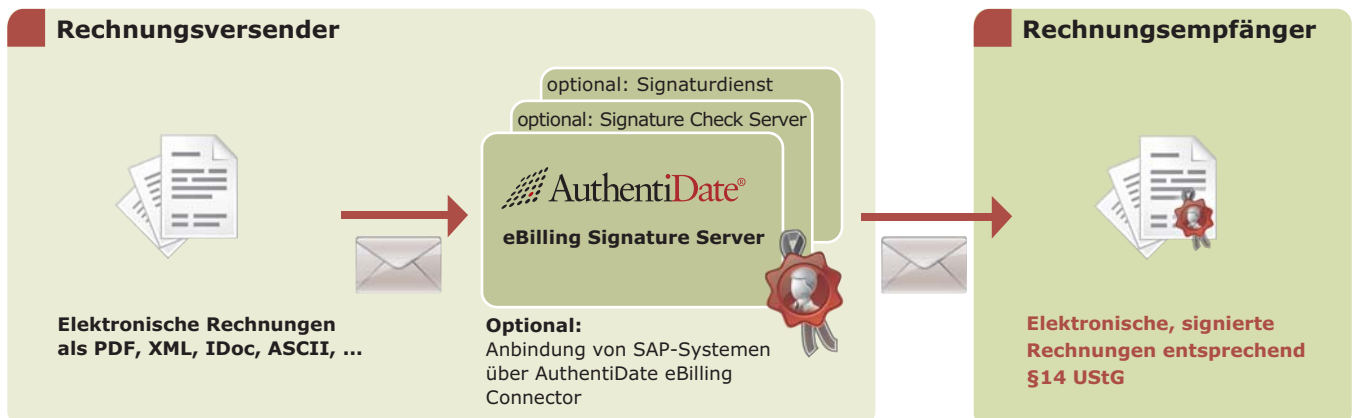 Rechnungsversender
optional: Signaturdienst
optional: Signature Check Server
AuthentiDate®
eBilling Signature Server
Elektronische Rechnungen
als PDF, XML, IDoc, ASCII, ...
Optional:
Anbindung von SAP-Systemen
über AuthentiDate eBilling
Connector
Rechnungsempfänger
Elektronische, signierte
Rechnungen entsprechend
§14 UStG